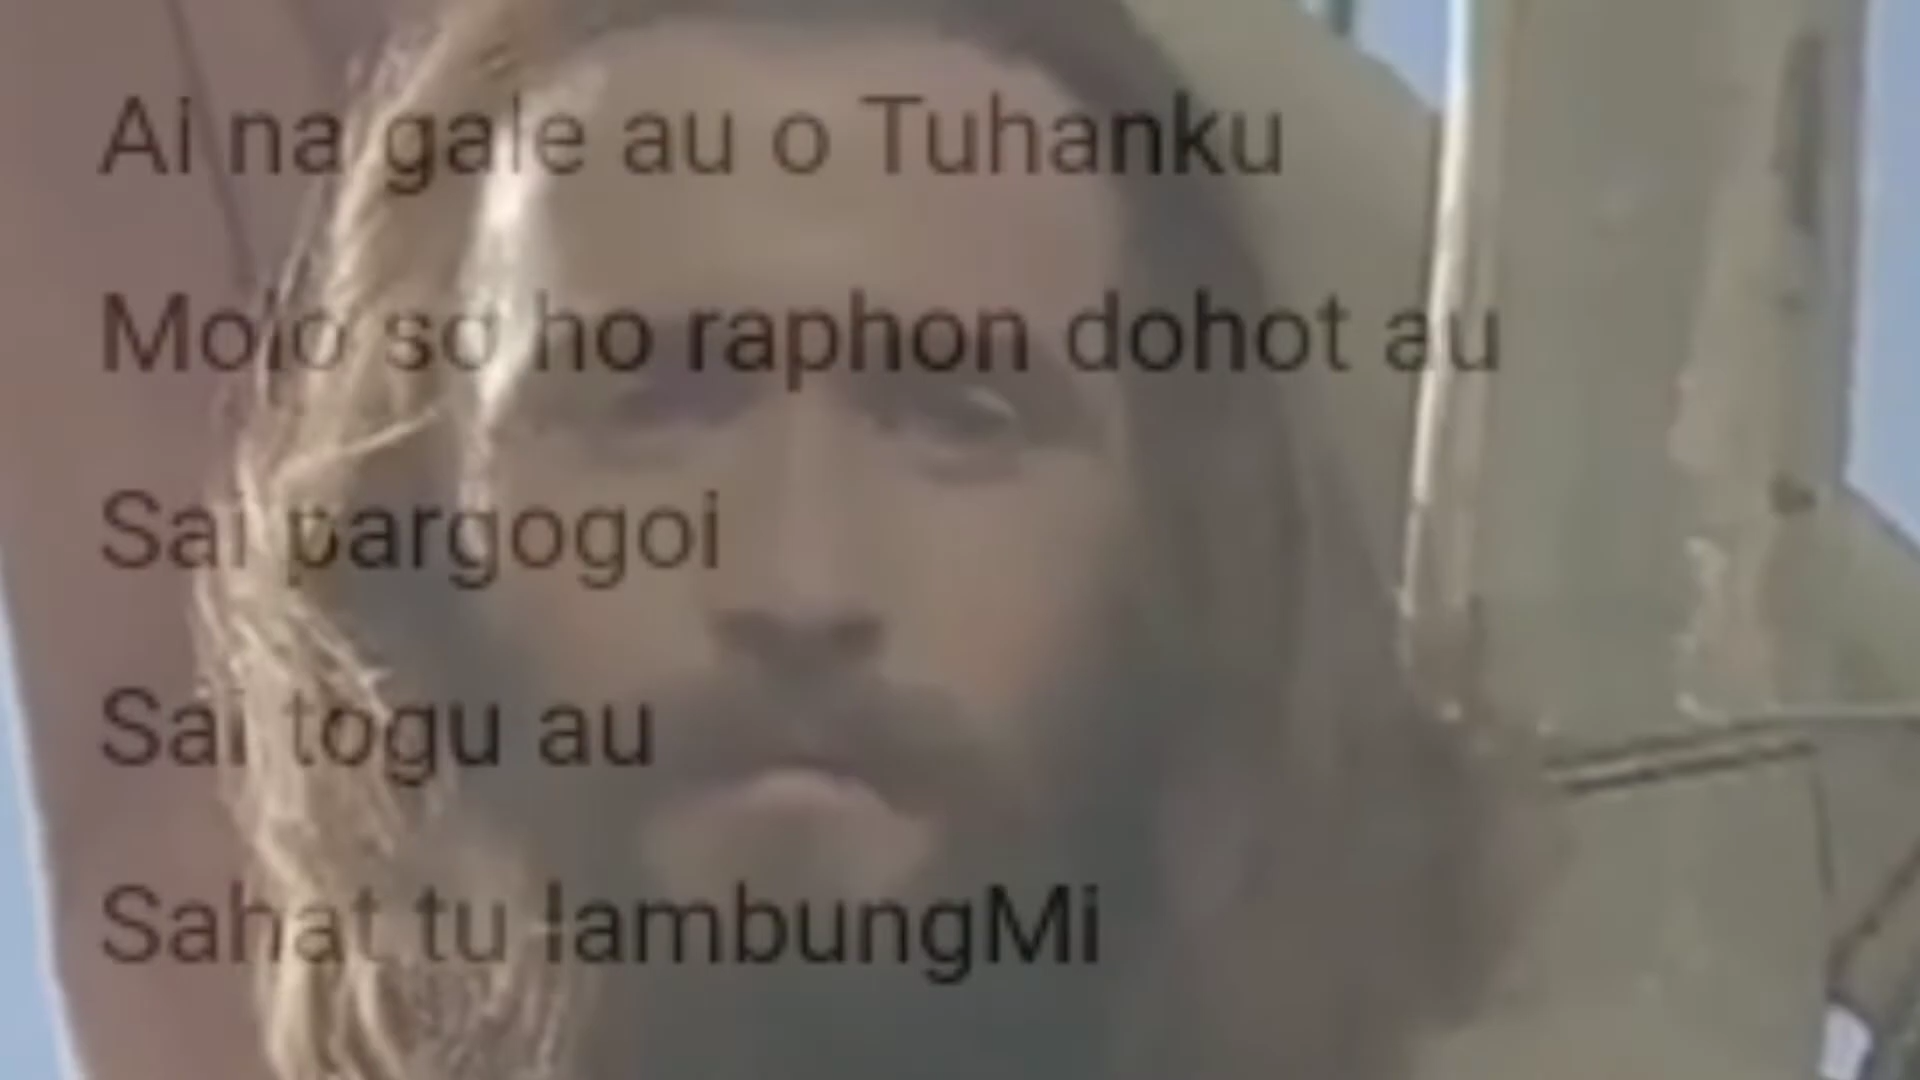 Ai na gale au o Tuhanku
Molo so ho raphon dohot au
Sai pargogoi
Sai togu au
Sahat tu lambungMi